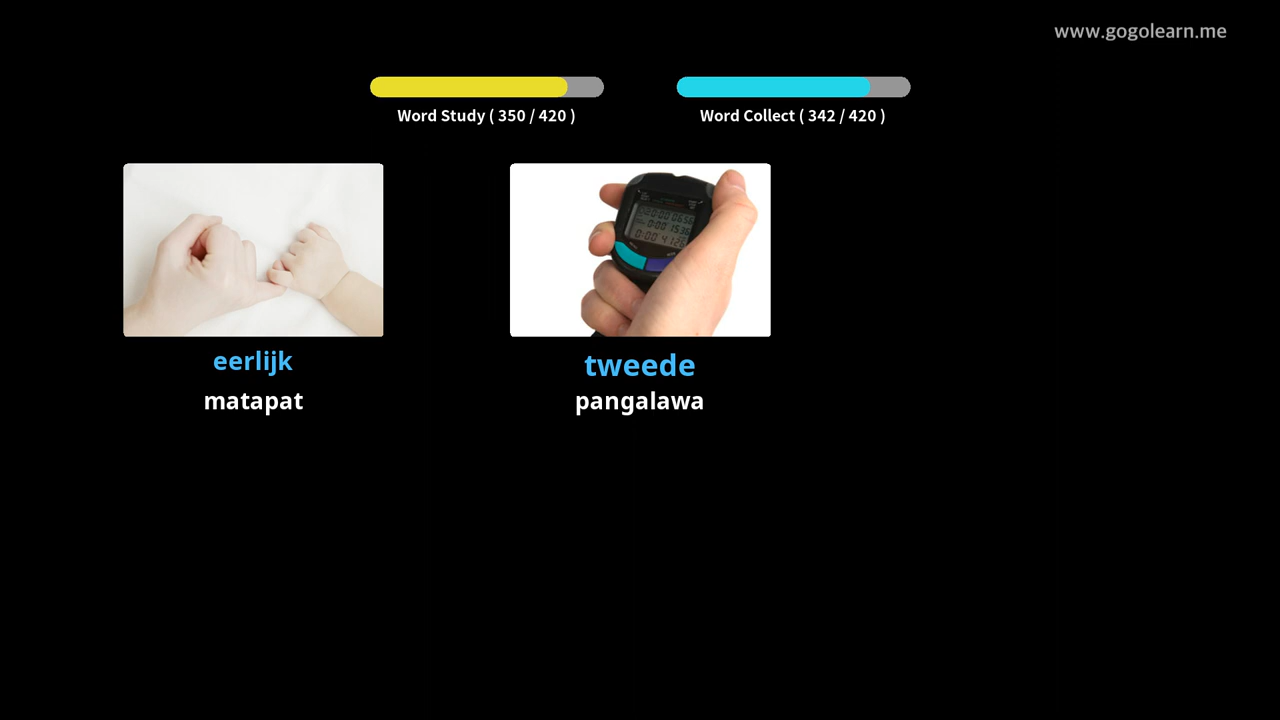 www.gogolearn.me
Word Study ( 350 / 420 )
Word Collect ( 342 / 420 )
eerlijk
matapat
tweede
pangalawa